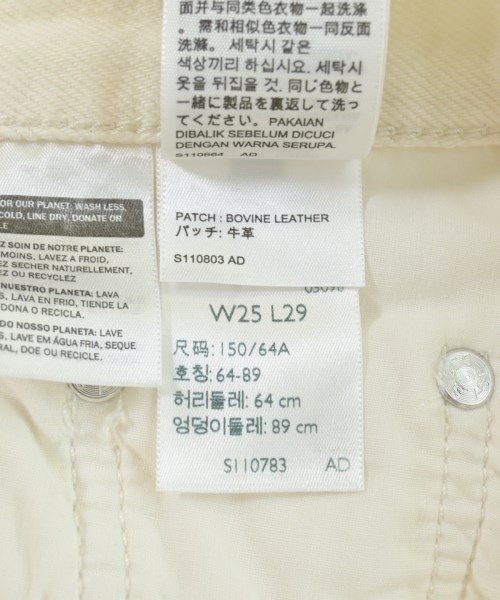 面并与同类色衣物一起洗涤
。需和相似色衣物一同反面
洗滌。세탁시 같은
색상끼리 하십시요. 세탁시
옷을 뒤집을 것. 同じ色物と
一緒に製品を裏返して洗っ
てください。PAKAIAN
DIBALIK SEBELUM DICUCI
DENGAN WARNA SERUPA.
S110684 AD
FOR OUR PLANET: WASH LESS,
COLD, LINE DRY, DONATE OR
SOIN DE NOTRE PLANETE:
MOINS, LAVEZ A FROID,
SECHER NATURELLEMENT,
OU RECYCLEZ
NUESTRO PLANETA: LAVA
LAVA EN FRIO, TIENDE LA
DONA O RECICLA.
DO NOSSO PLANETA: LAVE
LAVE EM ÁGUA FRIA, SEQUE
DOE OU RECICLE.
PATCH : BOVINE LEATHER
パッチ: 牛革
S110803 AD
W25 L29
尺码: 150/64A
호칭: 64-89
허리둘레: 64 cm
엉덩이둘레: 89 cm
S110783 AD